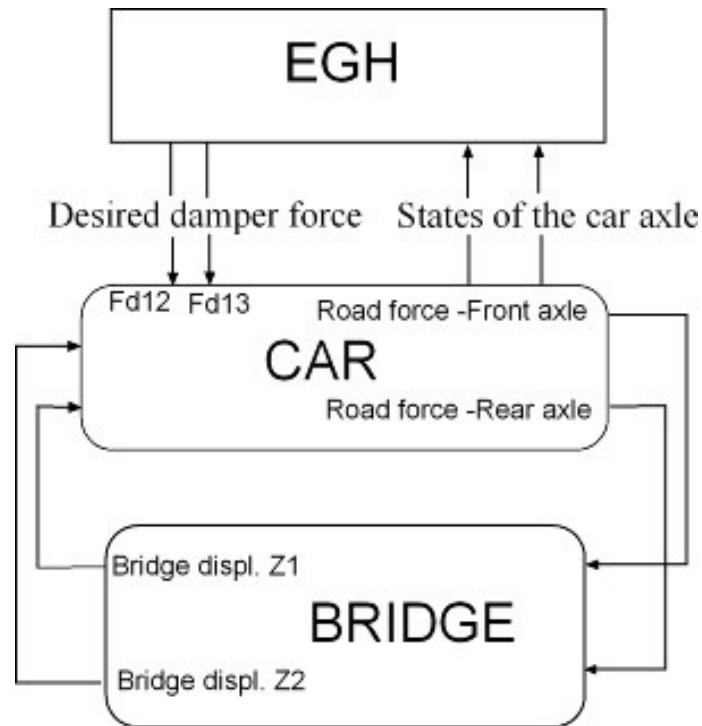 EGH
Desired damper force
States of the car axle
Fd12
Fd13
Road force -Front axle
CAR
Road force -Rear axle
Bridge displ. Z1
BRIDGE
Bridge displ. Z2